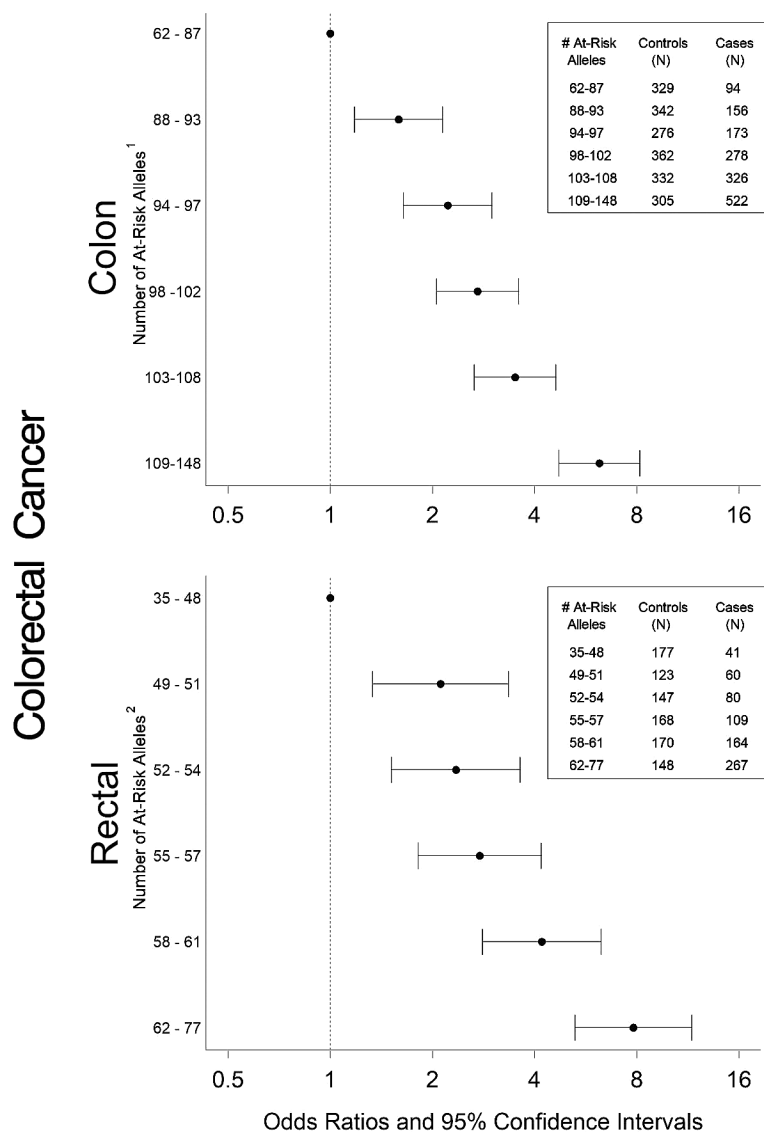 Colorectal Cancer
Colon
Number of At-Risk Alleles 1
62 - 87
88 - 93
94 - 97
98 -102
103-108
109-148
# At-Risk Alleles Controls (N) Cases (N)
62-87 329 94
88-93 342 156
94-97 276 173
98-102 362 278
103-108 332 326
109-148 305 522
0.5 1 2 4 8 16
Rectal
Number of At-Risk Alleles 2
35 - 48
49 - 51
52 - 54
55 - 57
58 - 61
62 - 77
# At-Risk Alleles Controls (N) Cases (N)
35-48 177 41
49-51 123 60
52-54 147 80
55-57 168 109
58-61 170 164
62-77 148 267
0.5 1 2 4 8 16
Odds Ratios and 95% Confidence Intervals